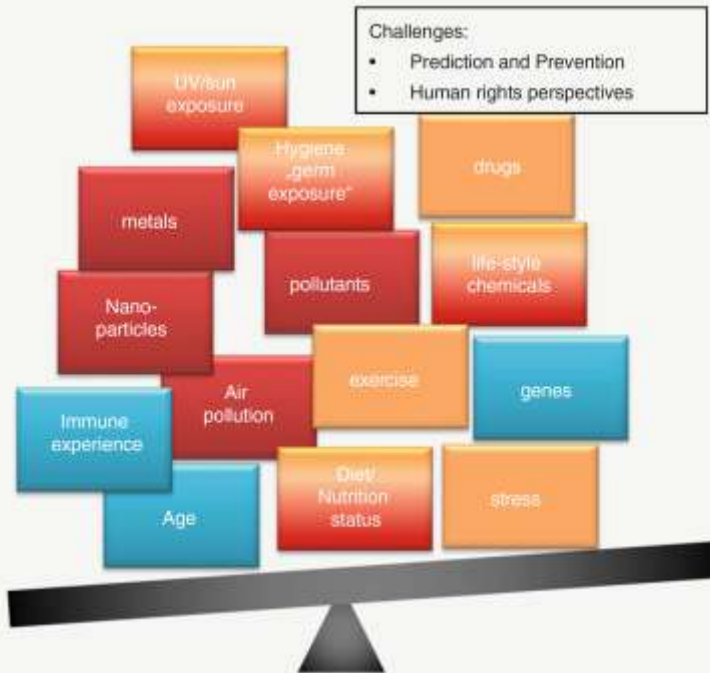 Challenges:
• Prediction and Prevention
• Human rights perspectives
UV/sun
exposure
Hygiene
„germ
exposure“
drugs
metals
pollutants
life-style
chemicals
Nano-
particles
exercise
genes
Air
pollution
Immune
experience
Diet/
Nutrition
status
stress
Age